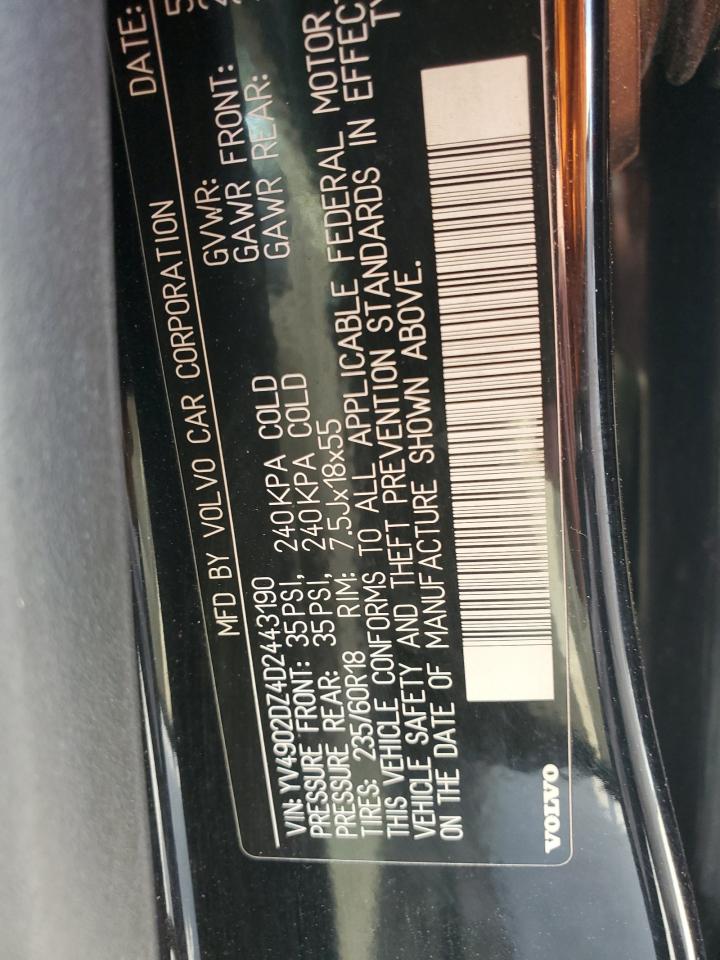 MFD BY VOLVO CAR CORPORATION DATE: 5
GVWR:
GAWR FRONT:
GAWR REAR:
VIN: YV4902DZ4D2443190
PRESSURE FRONT: 35PSI, 240KPA COLD
PRESSURE REAR: 35PSI, 240KPA COLD
TIRES: 235/60R18 RIM: 7.5Jx18x55
THIS VEHICLE CONFORMS TO ALL APPLICABLE FEDERAL MOTOR
VEHICLE SAFETY AND THEFT PREVENTION STANDARDS IN EFFECT
ON THE DATE OF MANUFACTURE SHOWN ABOVE.
VOLVO